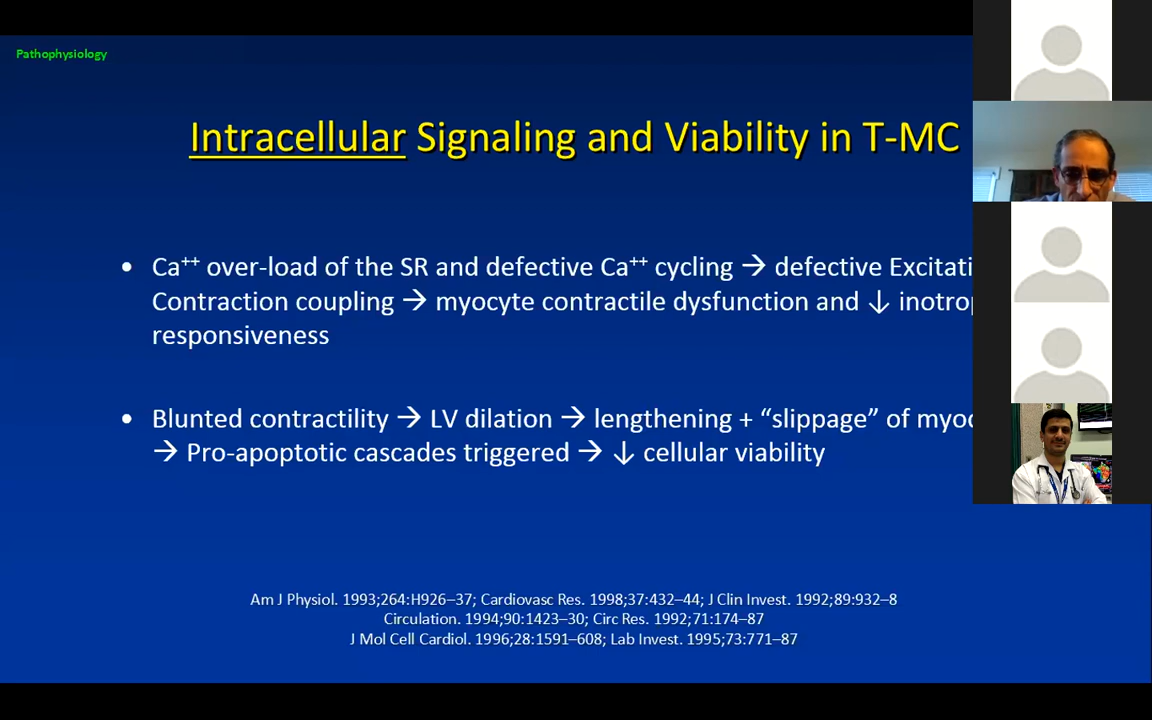 Pathophysiology
Intracellular Signaling and Viability in T-MC
• Ca⁺⁺ over-load of the SR and defective Ca⁺⁺ cycling → defective Excitati
Contraction coupling → myocyte contractile dysfunction and ↓ inotrop
responsiveness
• Blunted contractility → LV dilation → lengthening + “slippage” of myoc
→ Pro-apoptotic cascades triggered → ↓ cellular viability
Am J Physiol. 1993;264:H926–37; Cardiovasc Res. 1998;37:432–44; J Clin Invest. 1992;89:932–8
Circulation. 1994;90:1423–30; Circ Res. 1992;71:174–87
J Mol Cell Cardiol. 1996;28:1591–608; Lab Invest. 1995;73:771–87